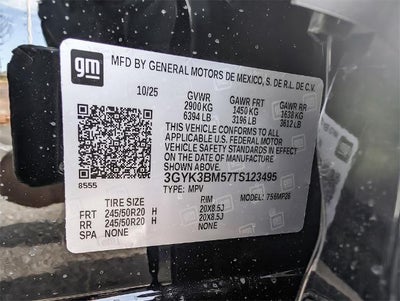 gm
MFD BY GENERAL MOTORS DE MEXICO, S. DE R.L. DE C.V.
10/25 GVWR GAWR FRT GAWR RR
2900 KG 1450 KG 1638 KG
6394 LB 3196 LB 3612 LB
THIS VEHICLE CONFORMS TO ALL
APPLICABLE U.S. FEDERAL MOTOR
VEHICLE SAFETY STANDARDS IN EFFECT
ON THE DATE OF MANUFACTURE SHOWN ABOVE.
3GYK3BM57TS123495
8555 TYPE: MPV
TIRE SIZE RIM MODEL: 756MP26
FRT 245/50R20 H 20X8.5J
RR 245/50R20 H 20X8.5J
SPA NONE NONE